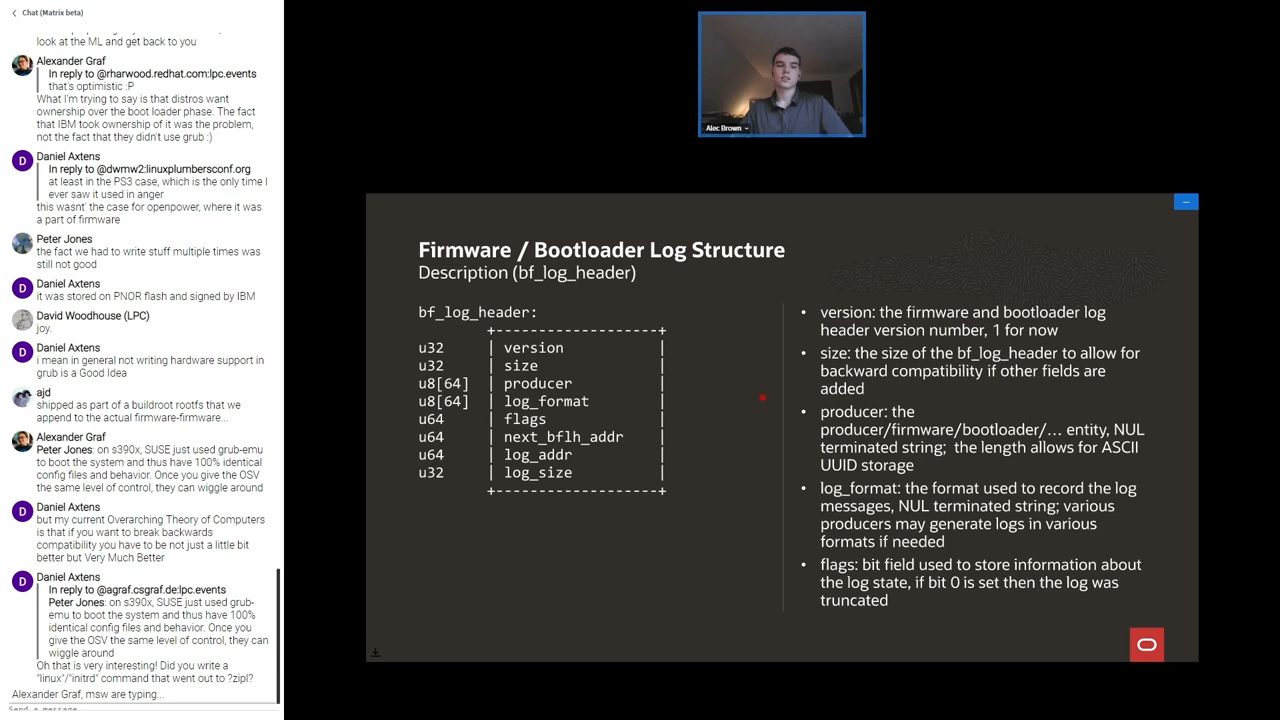 Chat (Matrix beta)
look at the ML and get back to you
Alexander Graf
In reply to @rharwood.redhat.com:lpc.events
that's optimistic :P
What I'm trying to say is that distros want
ownership over the boot loader phase. The fact
that IBM took ownership of it was the problem,
not the fact that they didn't use grub :)
D
Daniel Axtens
In reply to @dwmw2:linuxplumbersconf.org
at least in the PS3 case, which is the only time I
ever saw it used in anger
this wasnt' the case for openpower, where it was
a part of firmware
Peter Jones
the fact we had to write stuff multiple times was
still not good
D
Daniel Axtens
it was stored on PNOR flash and signed by IBM
David Woodhouse (LPC)
joy.
D
Daniel Axtens
i mean in general not writing hardware support in
grub is a Good Idea
ajd
shipped as part of a buildroot rootfs that we
append to the actual firmware-firmware...
Alexander Graf
Peter Jones: on s390x, SUSE just used grub-emu
to boot the system and thus have 100% identical
config files and behavior. Once you give the OSV
the same level of control, they can wiggle around
D
Daniel Axtens
but my current Overarching Theory of Computers
is that if you want to break backwards
compatibility you have to be not just a little bit
better but Very Much Better
D
Daniel Axtens
In reply to @agraf.csgraf.de:lpc.events
Peter Jones: on s390x, SUSE just used grub-
emu to boot the system and thus have 100%
identical config files and behavior. Once you
give the OSV the same level of control, they can
wiggle around
Oh that is very interesting! Did you write a
"linux"/"initrd" command that went out to ?zipl?
Alexander Graf, msw are typing...
Send a message
Alec Brown
Firmware / Bootloader Log Structure
Description (bf_log_header)
bf_log_header:
+-------------------+
u32 | version |
u32 | size |
u8[64] | producer |
u8[64] | log_format |
u64 | flags |
u64 | next_bflh_addr |
u64 | log_addr |
u32 | log_size |
+-------------------+
• version: the firmware and bootloader log
header version number, 1 for now
• size: the size of the bf_log_header to allow for
backward compatibility if other fields are
added
• producer: the
producer/firmware/bootloader/… entity, NUL
terminated string; the length allows for ASCII
UUID storage
• log_format: the format used to record the log
messages, NUL terminated string; various
producers may generate logs in various
formats if needed
• flags: bit field used to store information about
the log state, if bit 0 is set then the log was
truncated